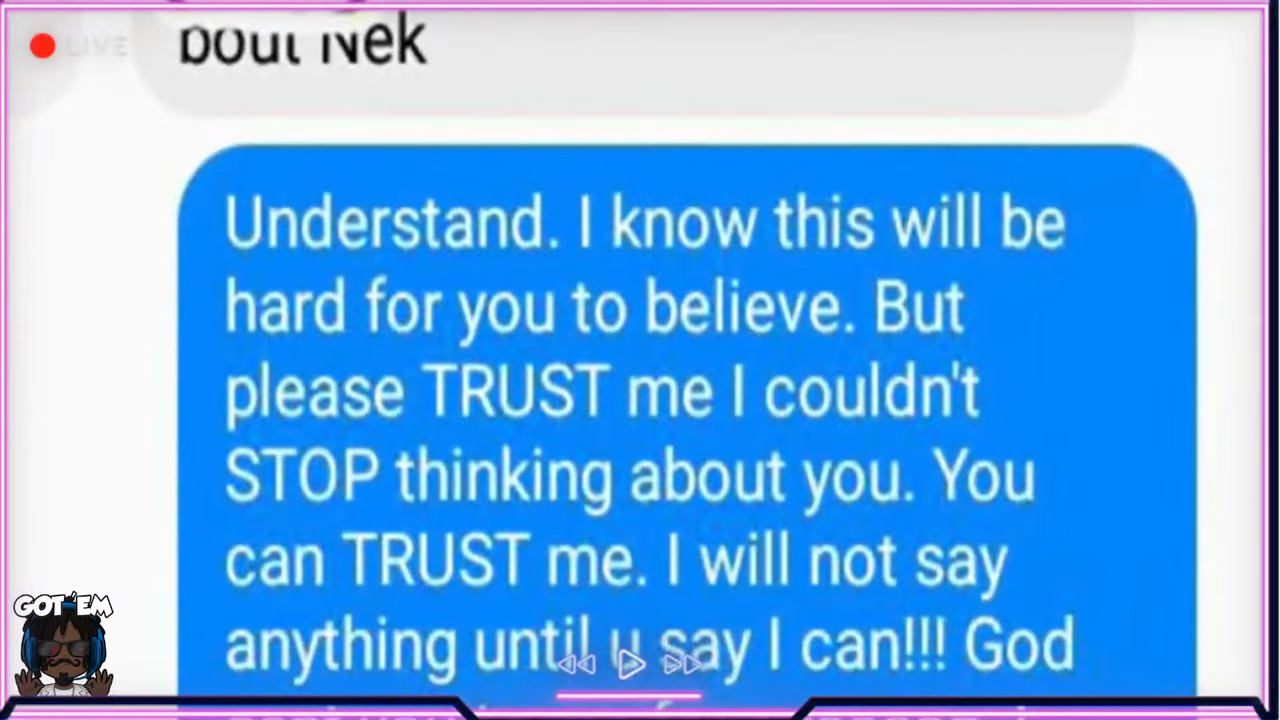 LIVE
bout Nek
Understand. I know this will be
hard for you to believe. But
please TRUST me I couldn't
STOP thinking about you. You
can TRUST me. I will not say
anything until u say I can!!! God
GOT 'EM